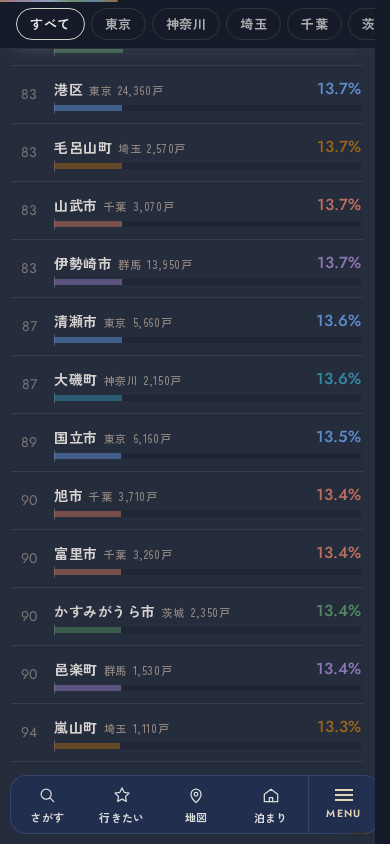 すべて 東京 神奈川 埼玉 千葉 茨
83 港区 東京 24,360戸 13.7%
83 毛呂山町 埼玉 2,570戸 13.7%
83 山武市 千葉 3,070戸 13.7%
83 伊勢崎市 群馬 13,950戸 13.7%
87 清瀬市 東京 5,660戸 13.6%
87 大磯町 神奈川 2,150戸 13.6%
89 国立市 東京 6,160戸 13.5%
90 旭市 千葉 3,710戸 13.4%
90 富里市 千葉 3,260戸 13.4%
90 かすみがうら市 茨城 2,350戸 13.4%
90 邑楽町 群馬 1,530戸 13.4%
94 嵐山町 埼玉 1,110戸 13.3%
さがす 行きたい 地図 泊まり MENU